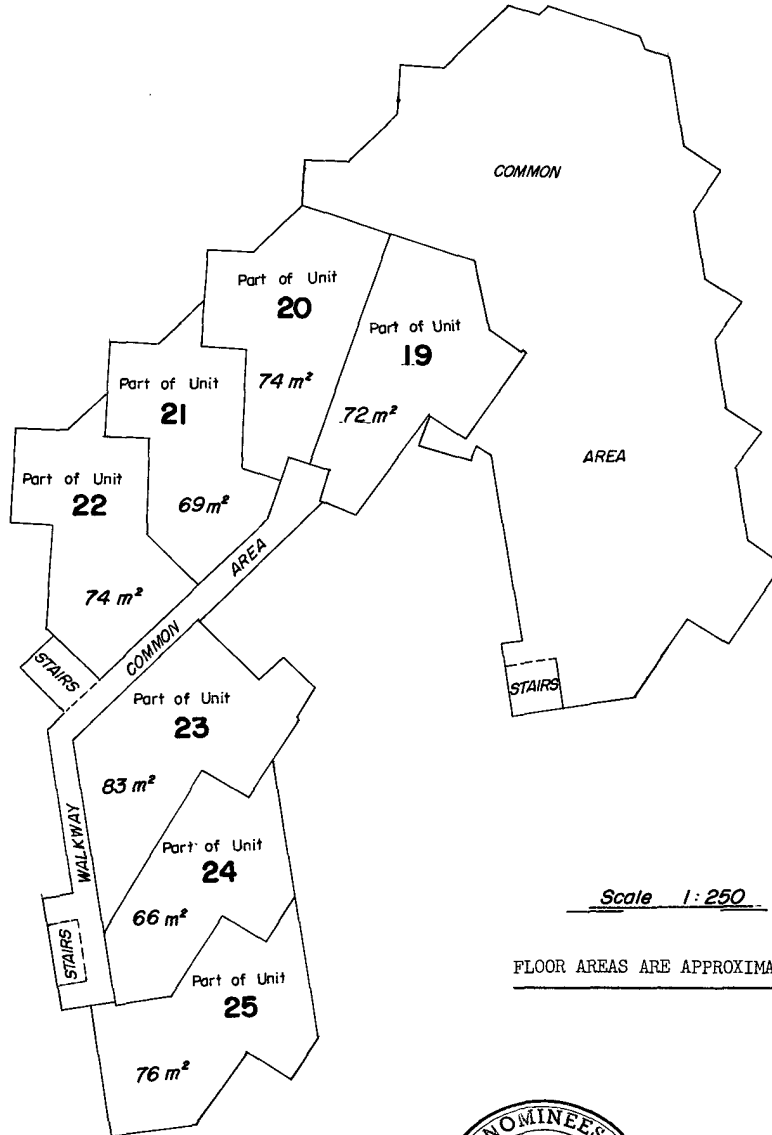 COMMON
Part of Unit
20
74 m²
Part of Unit
19
72 m²
Part of Unit
21
69 m²
Part of Unit
22
74 m²
AREA
AREA
COMMON
STAIRS
STAIRS
Part of Unit
23
83 m²
WALKWAY
Part of Unit
24
66 m²
STAIRS
Part of Unit
25
76 m²
Scale 1:250
FLOOR AREAS ARE APPROXIMA
NOMINEES